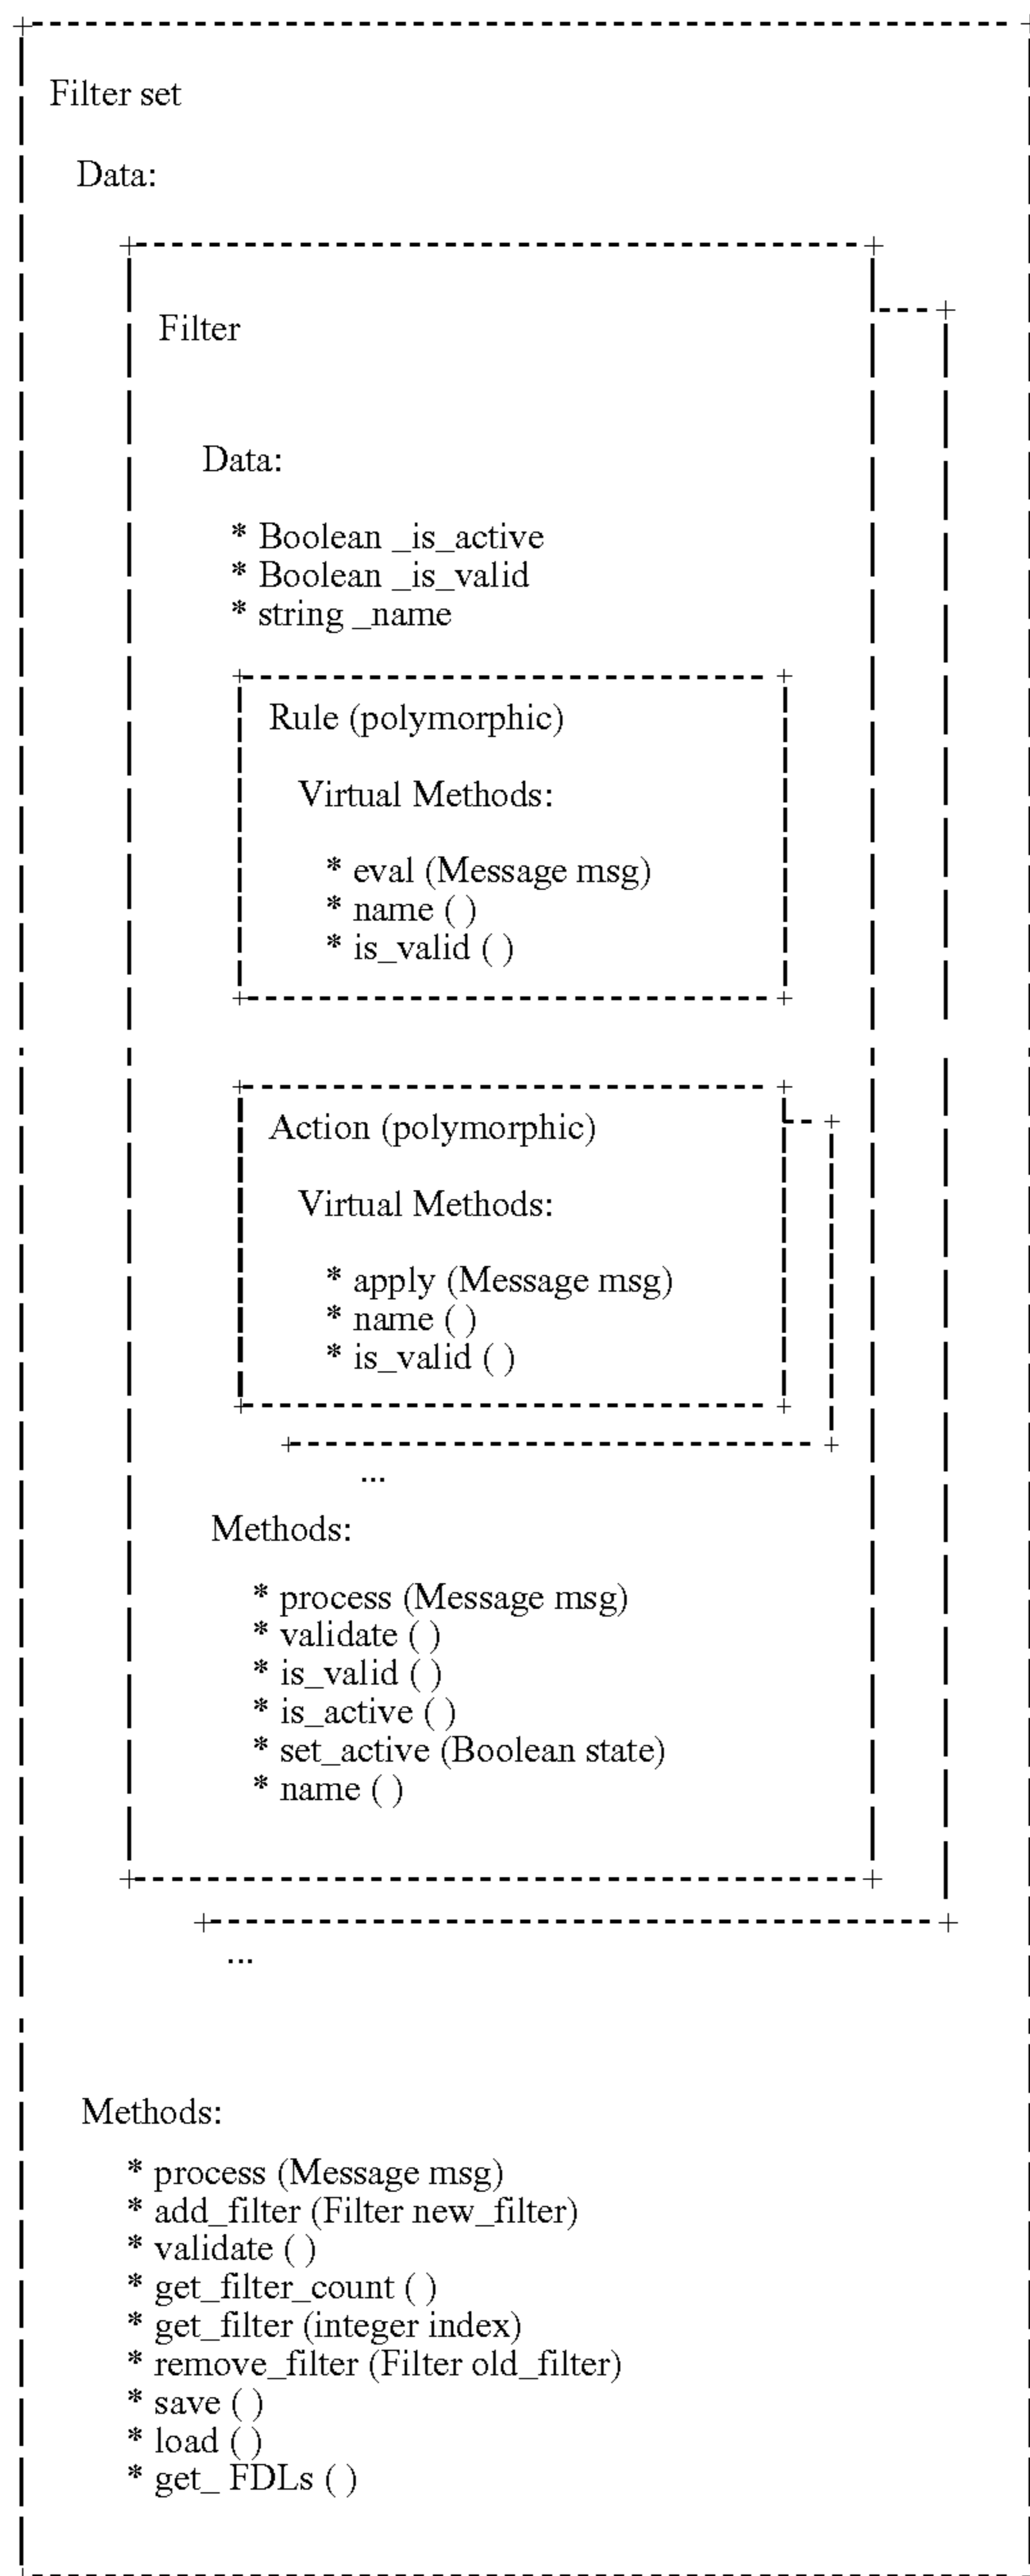 Filter set
Data:
Filter
Data:
* Boolean _is_active
* Boolean _is_valid
* string _name
Rule (polymorphic)
Virtual Methods:
* eval (Message msg)
* name ( )
* is_valid ( )
Action (polymorphic)
Virtual Methods:
* apply (Message msg)
* name ( )
* is_valid ( )
...
Methods:
* process (Message msg)
* validate ( )
* is_valid ( )
* is_active ( )
* set_active (Boolean state)
* name ( )
...
Methods:
* process (Message msg)
* add_filter (Filter new_filter)
* validate ( )
* get_filter_count ( )
* get_filter (integer index)
* remove_filter (Filter old_filter)
* save ( )
* load ( )
* get_ FDLs ( )